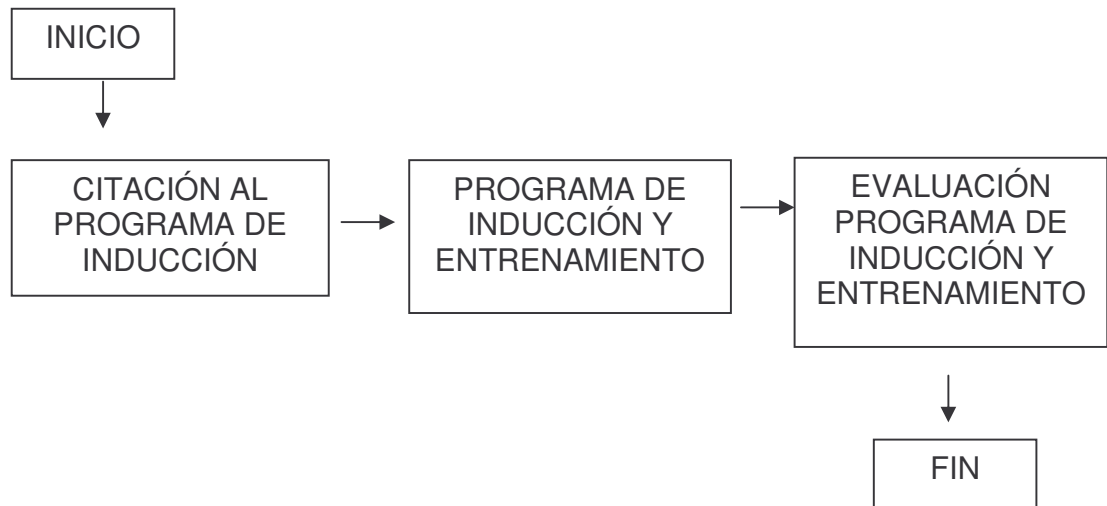 INICIO
CITACIÓN AL
PROGRAMA DE
INDUCCIÓN
PROGRAMA DE
INDUCCIÓN Y
ENTRENAMIENTO
EVALUACIÓN
PROGRAMA DE
INDUCCIÓN Y
ENTRENAMIENTO
FIN